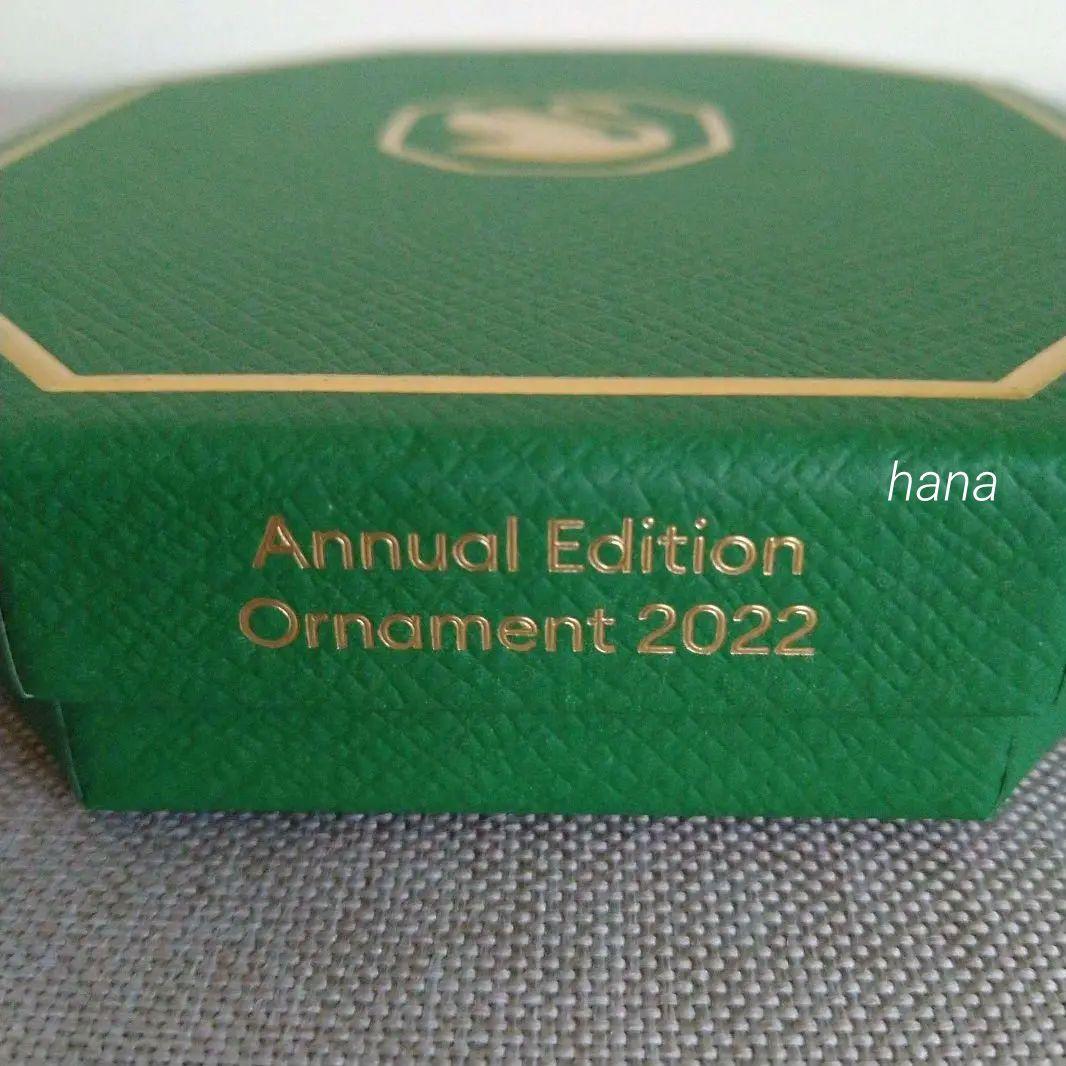 hana
Annual Edition
Ornament 2022